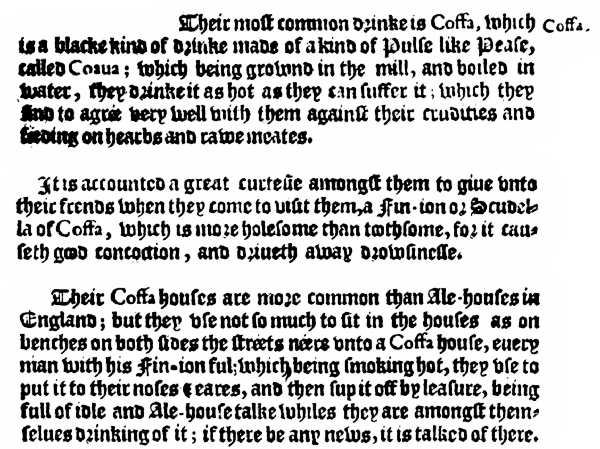 Their most common drinke is Coffa, which Coffa.
is a blacke kind of drinke made of a kind of Pulse like Pease,
called Coaua; which being grownd in the mill, and boiled in
water, they drinke it as hot as they can suffer it; which they
find to agree very well with them against their crudities and
feeding on hearbs and rawe meates.
It is accounted a great curtesie amongst them to giue vnto
their frends when they come to visit them, a Fin-ion or Scudel-
la of Coffa, which is more holesome than toothsome, for it cau-
seth good concoction, and driueth away drowsinesse.
Their Coffa houses are more common than Ale-houses in
England; but they vse not so much to sit in the houses as on
benches on both sides the streets neere vnto a Coffa house, euery
man with his Fin-ion ful; which being smoking hot, they vse to
put it to their noses & eares, and then sup it off by leasure, being
full of idle and Ale-house talke whiles they are amongst them-
selues drinking of it; if there be any news, it is talked of there.